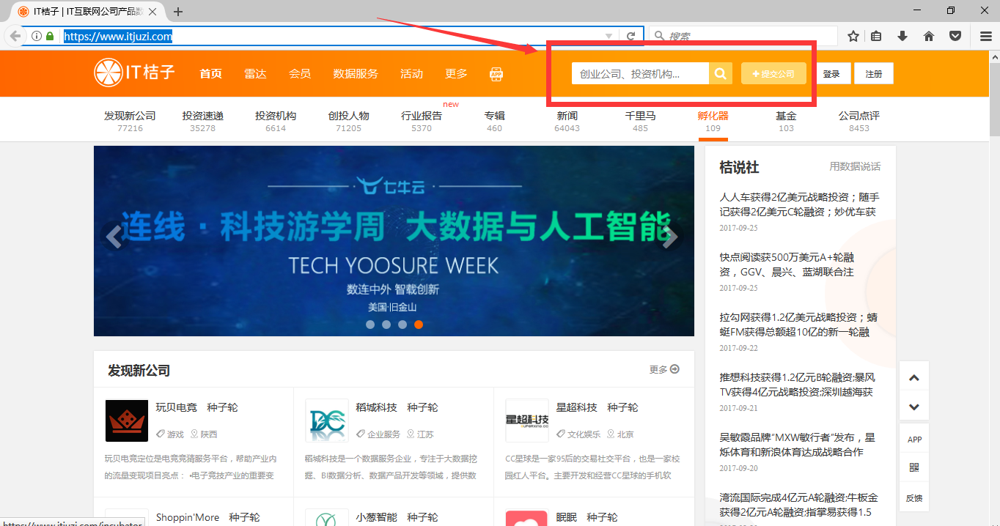 IT桔子 | IT互联网公司产品数
https://www.itjuzi.com
搜索
IT桔子
首页 雷达 会员 数据服务 活动 更多 APP
创业公司、投资机构...
+提交公司 登录 注册
发现新公司 投资速递 投资机构 创投人物 行业报告 new 专辑 新闻 千里马 孵化器 基金 公司点评
77216 35278 6614 71205 5370 460 64043 485 109 103 8453
七牛云
连线·科技游学周 大数据与人工智能
TECH YOOSURE WEEK
数连中外 智载创新
美国·旧金山
桔说社 用数据说话
人人车获得2亿美元战略投资；随手
记获得2亿美元C轮融资；妙优车获
2017-09-25
快点阅读获500万美元A+轮融
资，GGV、晨兴、蓝湖联合注
2017-09-25
拉勾网获得1.2亿美元战略投资；蜻
蜓FM获得总额超10亿的新一轮融
2017-09-22
推想科技获得1.2亿元B轮融资;暴风
TV获得4亿元战略投资;深圳越海获
2017-09-21
吴敏霞品牌“MXW敏行者”发布，星
烁体育和新浪体育达成战略合作
2017-09-20
湾流国际完成4亿元A轮融资;牛板金
获得2亿元A轮融资;指掌易获得1.5
发现新公司 更多
玩贝电竞 种子轮
游戏 陕西
玩贝电竞定位是电竞竞猜服务平台，帮助产业内
的流量变现项目亮点： •电子竞技产业的重要变
稻城科技 种子轮
企业服务 江苏
稻城科技是一个数据服务企业，专注于大数据挖
掘、BI数据分析、数据产品开发等领域，提供数
星超科技
星超科技 种子轮
文化娱乐 北京
CC星球是一家95后的交易社交平台，也是一家校
园红人平台。主要开发和经营CC星球的手机软
Shoppin'More 种子轮
小葱智能 种子轮
眠眠 种子轮
APP
反馈
https://www.itjuzi.com/incubator